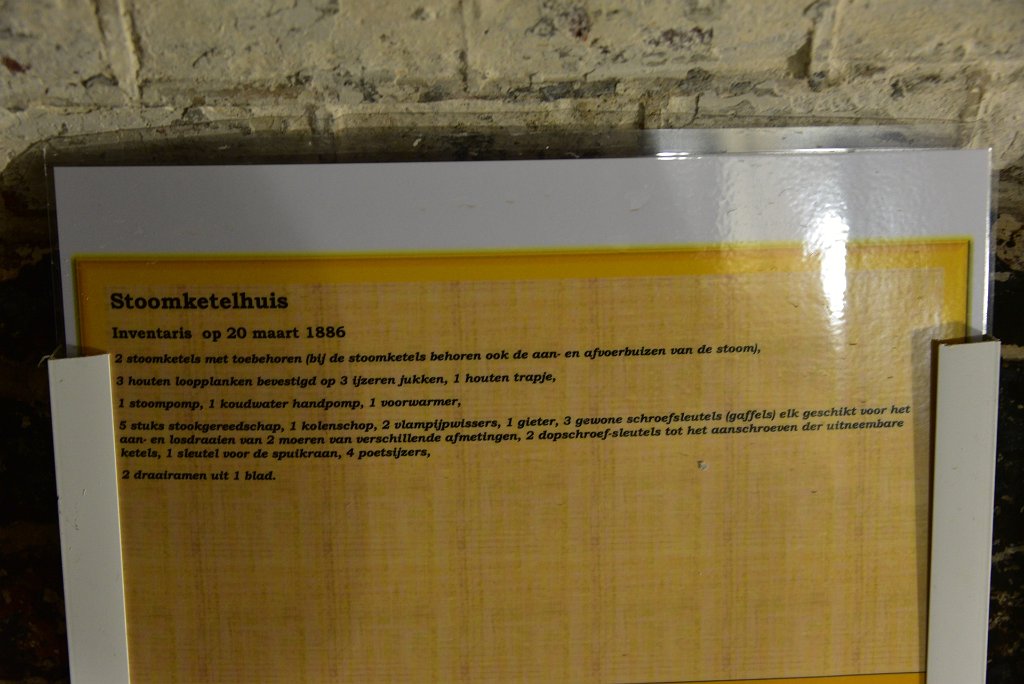 Stoomketelhuis
Inventaris op 20 maart 1886
2 stoomketels met toebehoren (bij de stoomketels behoren ook de aan- en afvoerbuizen van de stoom),
3 houten loopplanken bevestigd op 3 ijzeren jukken, 1 houten trapje,
1 stoompomp, 1 koudwater handpomp, 1 voorwarmer,
5 stuks stookgereedschap, 1 kolenschop, 2 vlampijpwissers, 1 gieter, 3 gewone schroefsleutels (gaffels) elk geschikt voor het
aan- en losdraaien van 2 moeren van verschillende afmetingen, 2 dopschroef-sleutels tot het aanschroeven der uitneembare
ketels, 1 sleutel voor de spuikraan, 4 poetsijzers,
2 draairamen uit 1 blad.